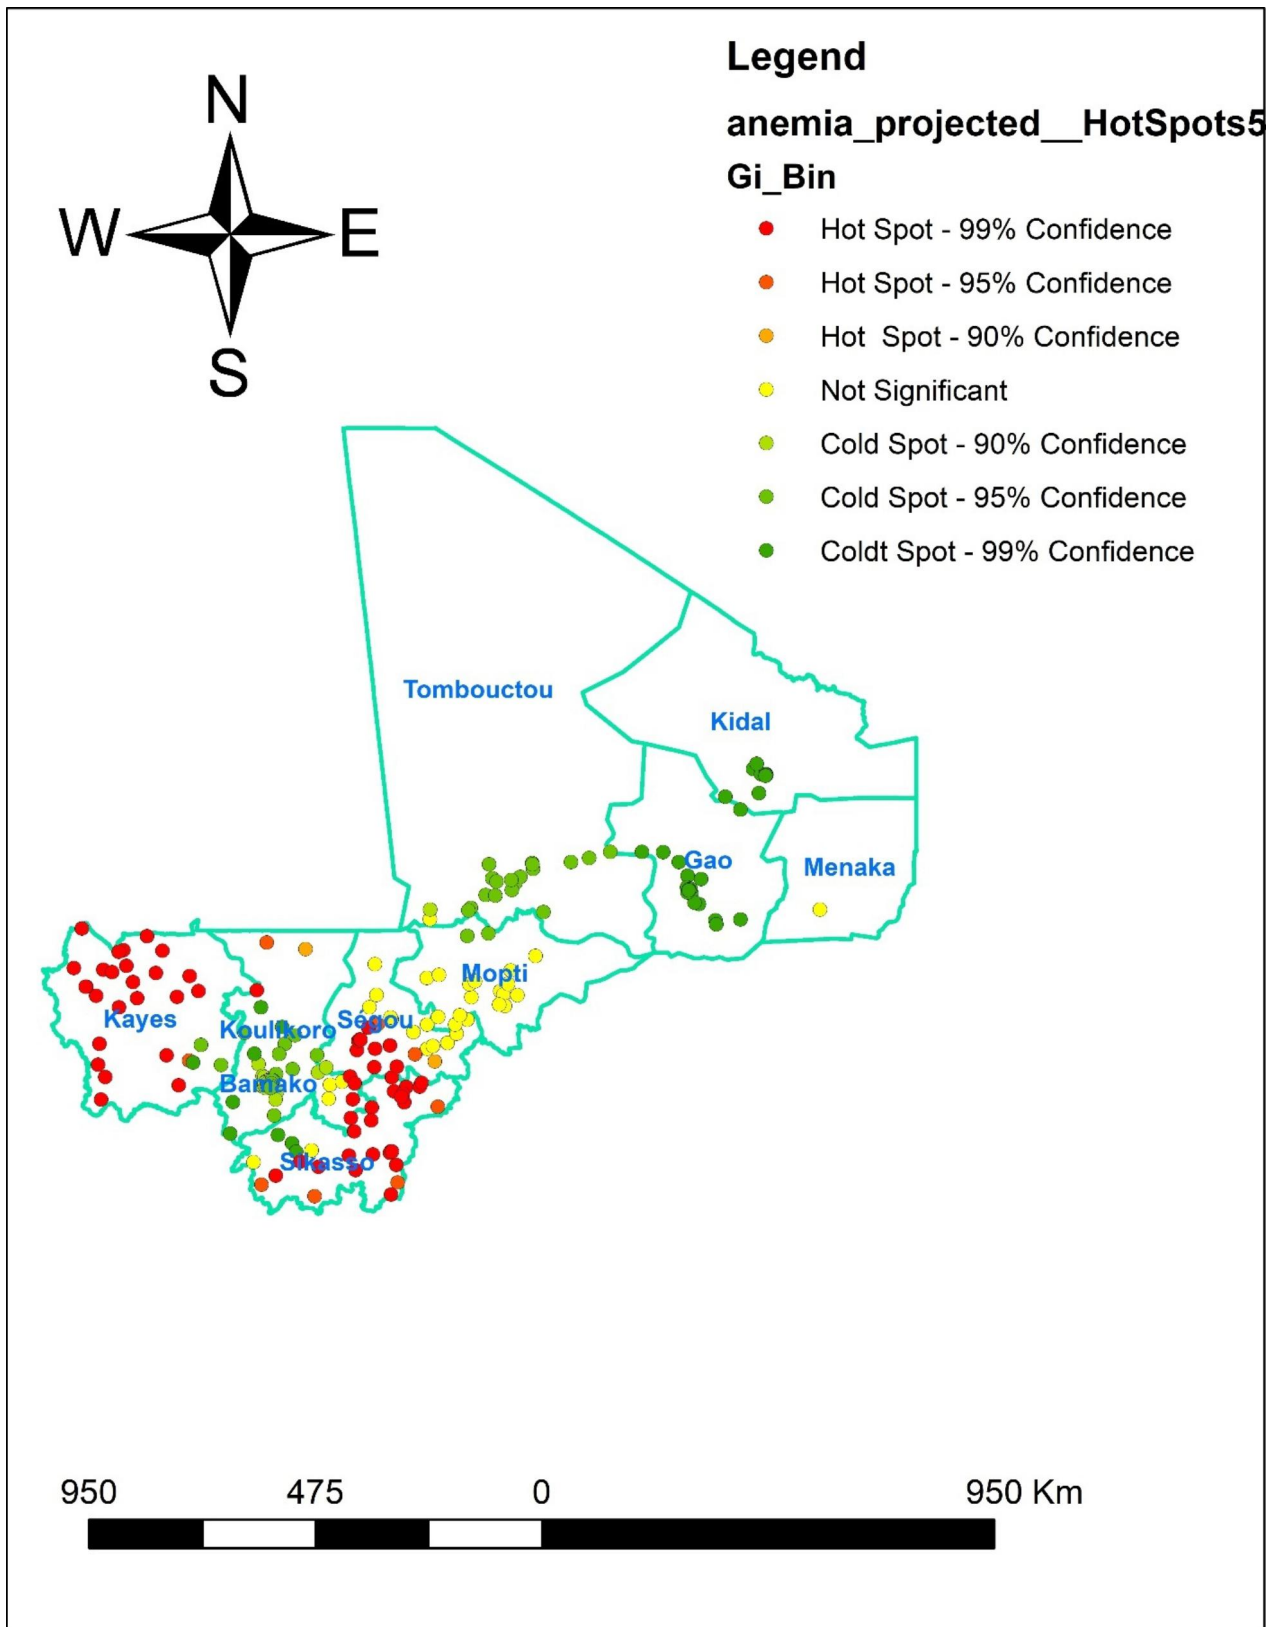 N
W E
S
Legend
anemia_projected__HotSpots5
Gi_Bin
Hot Spot - 99% Confidence
Hot Spot - 95% Confidence
Hot  Spot - 90% Confidence
Not Significant
Cold Spot - 90% Confidence
Cold Spot - 95% Confidence
Coldt Spot - 99% Confidence
Tombouctou
Kidal
Gao
Menaka
Mopti
Kayes
Koulikoro
Ségou
Bamako
Sikasso
950 475 0 950 Km